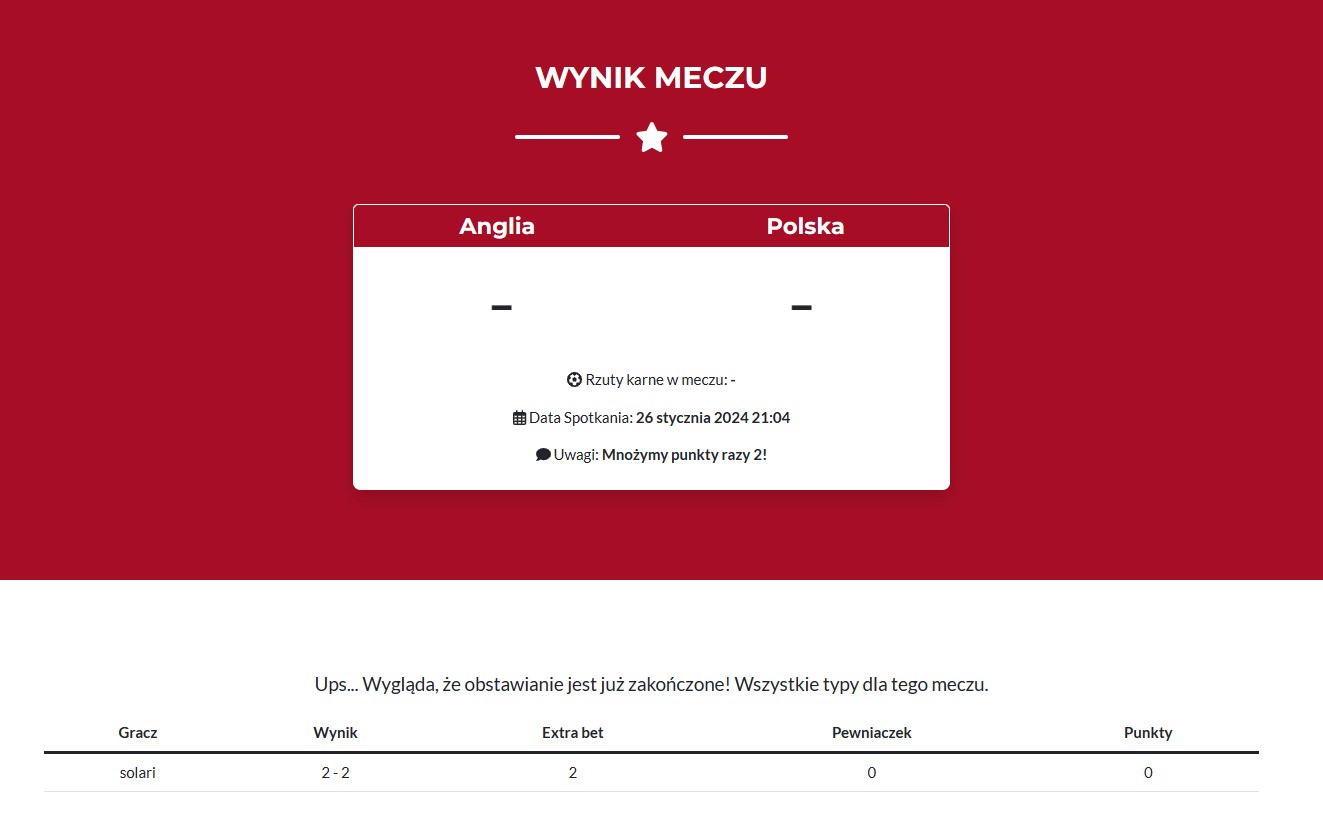 WYNIK MECZU
Anglia Polska
- -
Rzuty karne w meczu: -
Data Spotkania: 26 stycznia 2024 21:04
Uwagi: Mnożymy punkty razy 2!
Ups... Wygląda, że obstawianie jest już zakończone! Wszystkie typy dla tego meczu.
Gracz Wynik Extra bet Pewniaczek Punkty
solari 2 - 2 2 0 0